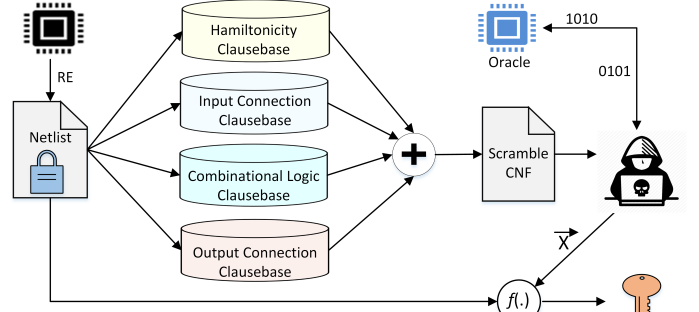 Hamiltonicity
Clausebase
1010
Oracle
0101
RE
Input Connection
Clausebase
Netlist
Scramble
CNF
Combinational Logic
Clausebase
Output Connection
Clausebase
X
f(.)